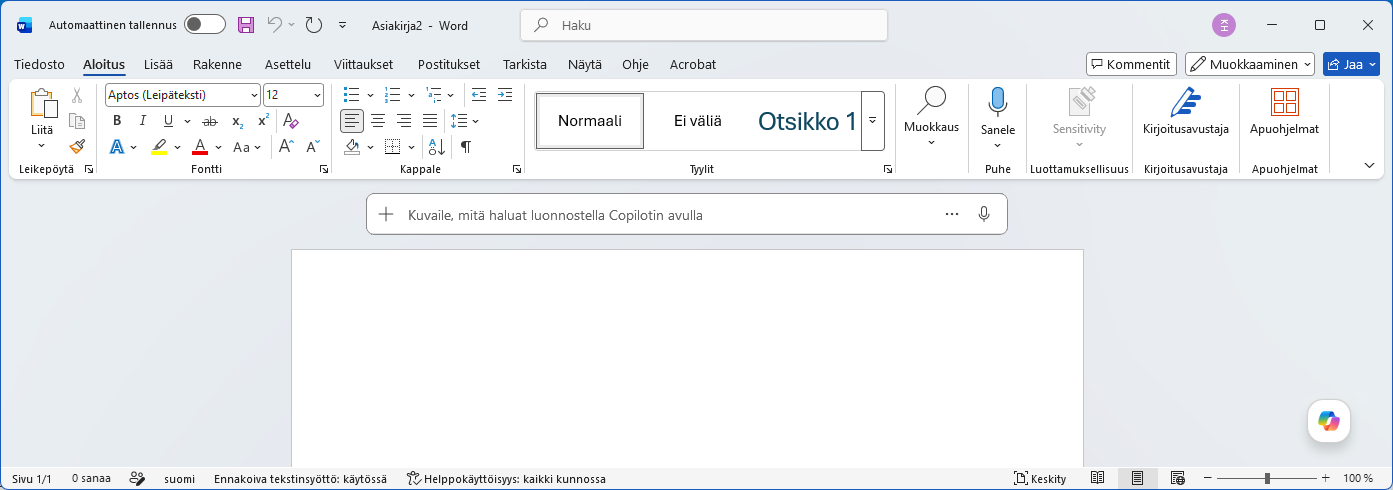 Automaattinen tallennus
Asiakirja2 - Word
Haku
KH
Tiedosto Aloitus Lisää Rakenne Asettelu Viittaukset Postitukset Tarkista Näytä Ohje Acrobat
Kommentit Muokkaaminen Jaa
Liitä
Aptos (Leipäteksti) 12
B I U ab x2 x2 A
A A Aa A A
Normaali Ei väliä Otsikko 1
Muokkaus
Sanele
Sensitivity
Kirjoitusavustaja
Apuohjelmat
Leikepöytä Fontti Kappale Tyylit Puhe Luottamuksellisuus Kirjoitusavustaja Apuohjelmat
Kuvaile, mitä haluat luonnostella Copilotin avulla
Sivu 1/1 0 sanaa suomi Ennakoiva tekstinsyöttö: käytössä Helppokäyttöisyys: kaikki kunnossa Keskity 100 %